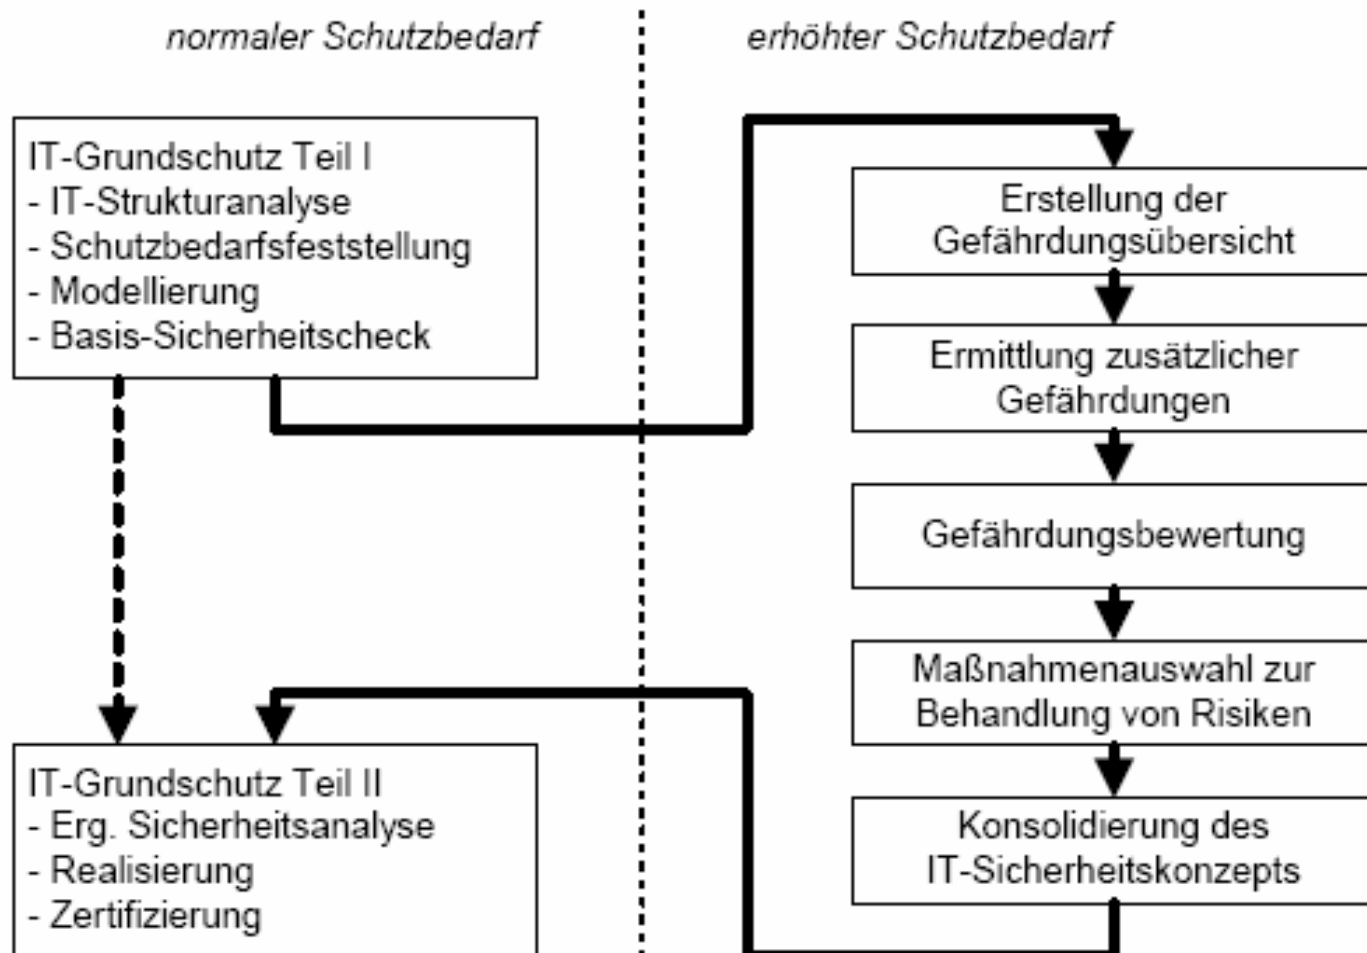 normaler Schutzbedarf
erhöhter Schutzbedarf
IT-Grundschutz Teil I
- IT-Strukturanalyse
- Schutzbedarfsfeststellung
- Modellierung
- Basis-Sicherheitscheck
Erstellung der
Gefährdungsübersicht
Ermittlung zusätzlicher
Gefährdungen
Gefährdungsbewertung
Maßnahmenauswahl zur
Behandlung von Risiken
Konsolidierung des
IT-Sicherheitskonzepts
IT-Grundschutz Teil II
- Erg. Sicherheitsanalyse
- Realisierung
- Zertifizierung